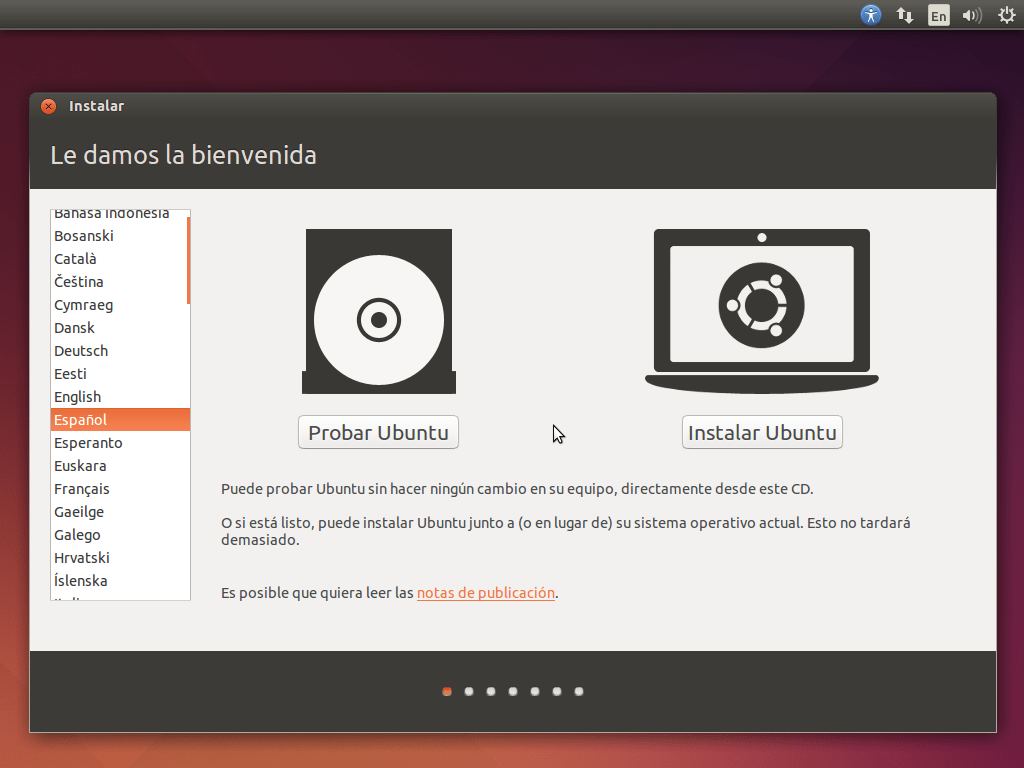 En
Instalar
Le damos la bienvenida
Bahasa Indonesia
Bosanski
Català
Čeština
Cymraeg
Dansk
Deutsch
Eesti
English
Español
Esperanto
Euskara
Français
Gaeilge
Galego
Hrvatski
Íslenska
Probar Ubuntu
Instalar Ubuntu
Puede probar Ubuntu sin hacer ningún cambio en su equipo, directamente desde este CD.
O si está listo, puede instalar Ubuntu junto a (o en lugar de) su sistema operativo actual. Esto no tardará
demasiado.
Es posible que quiera leer las notas de publicación.